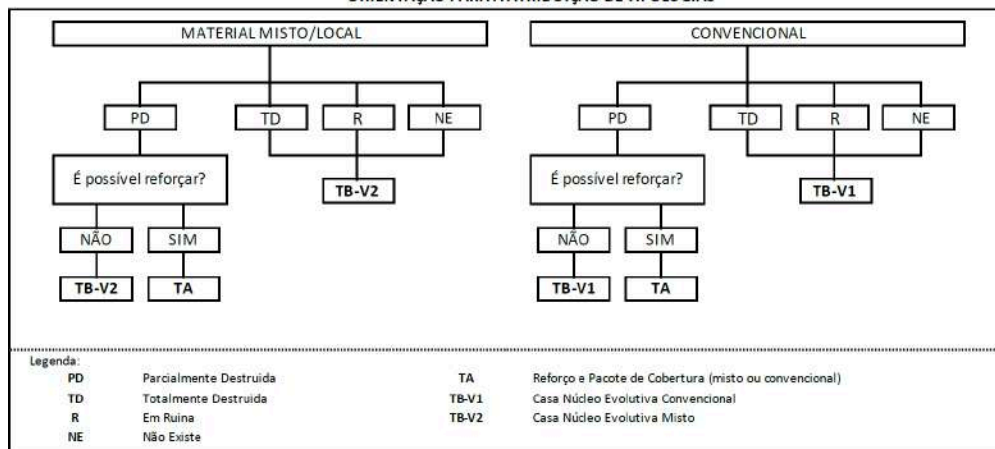 MATERIAL MISTO/LOCAL CONVENCIONAL
PD TD R NE PD TD R NE
É possível reforçar? É possível reforçar?
TB-V2 TB-V1
NÃO SIM NÃO SIM
TB-V2 TA TB-V1 TA
Legenda:
PD Parcialmente Destruida TA Reforço e Pacote de Cobertura (misto ou convencional)
TD Totalmente Destruida TB-V1 Casa Núcleo Evolutiva Convencional
R Em Ruina TB-V2 Casa Núcleo Evolutiva Misto
NE Não Existe